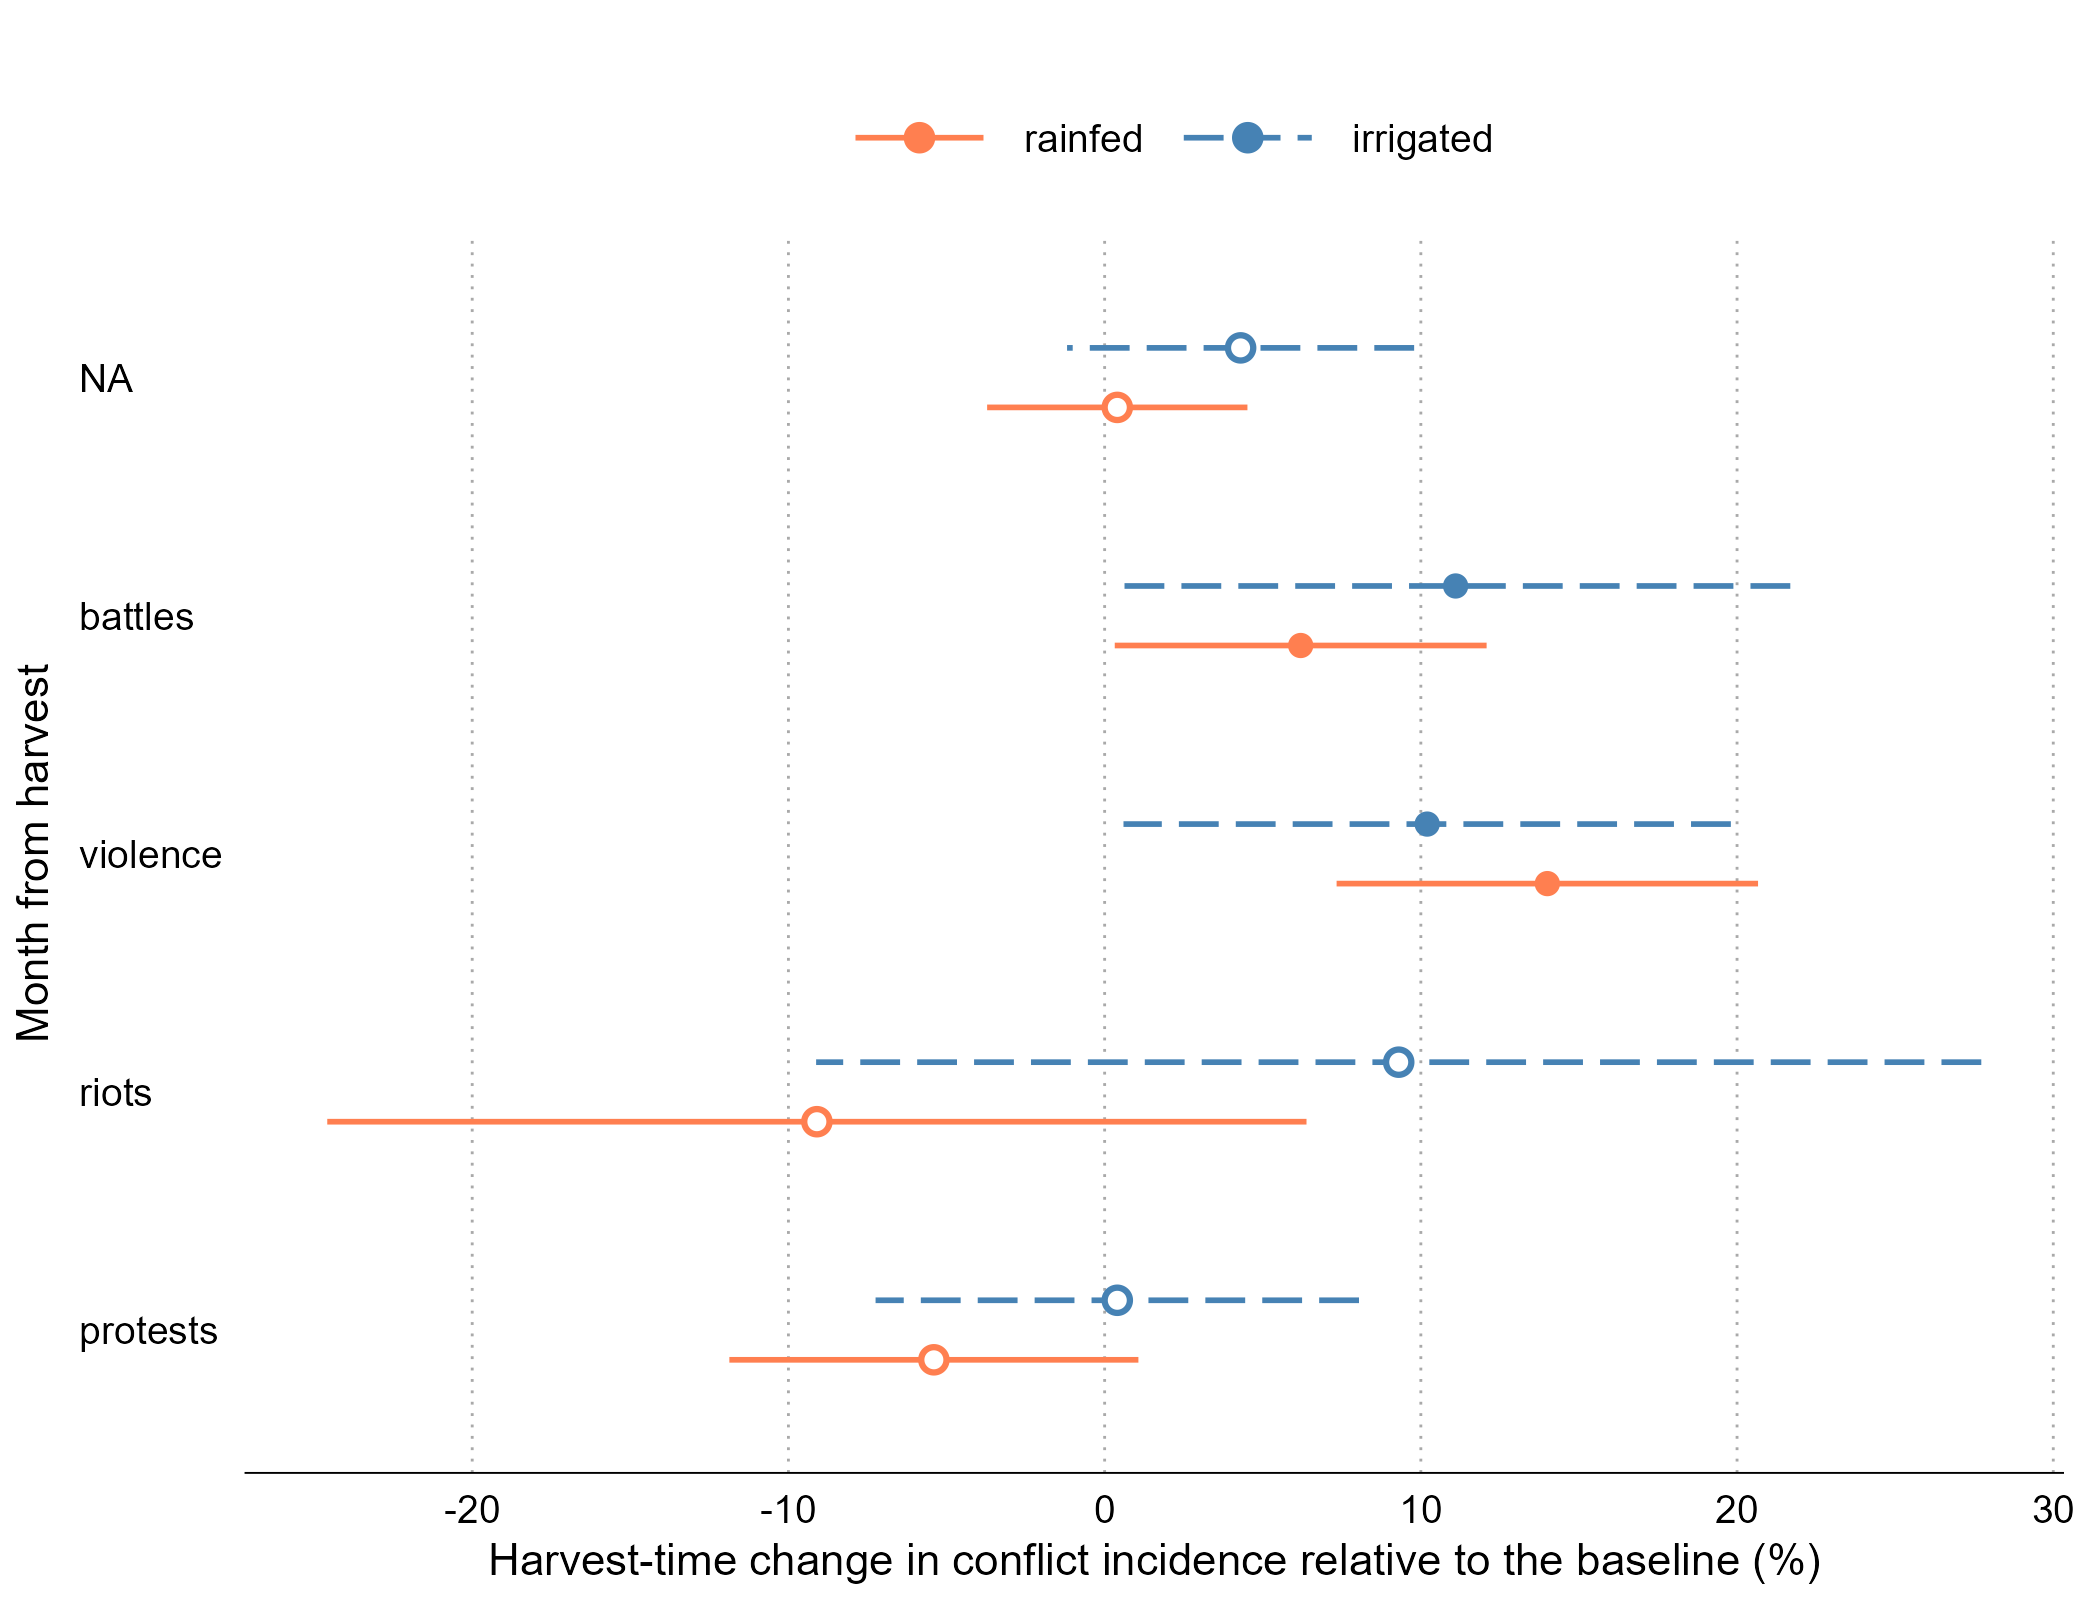 rainfed irrigated
NA
battles
violence
riots
protests
Month from harvest
-20 -10 0 10 20 30
Harvest-time change in conflict incidence relative to the baseline (%)